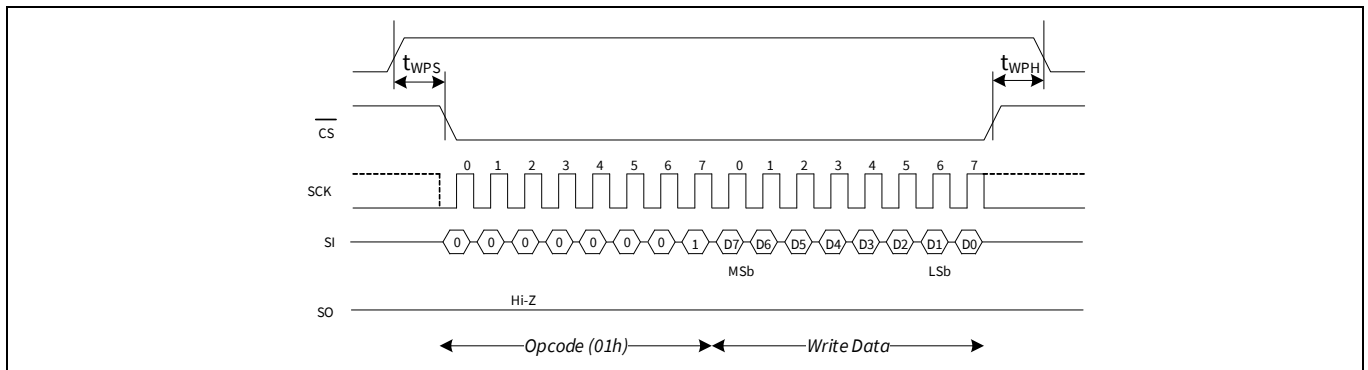 tWPS tWPH
CS
0 1 2 3 4 5 6 7 0 1 2 3 4 5 6 7
SCK
SI 0 0 0 0 0 0 0 1 D7 D6 D5 D4 D3 D2 D1 D0
MSb LSb
Hi-Z
SO
Opcode (01h) Write Data